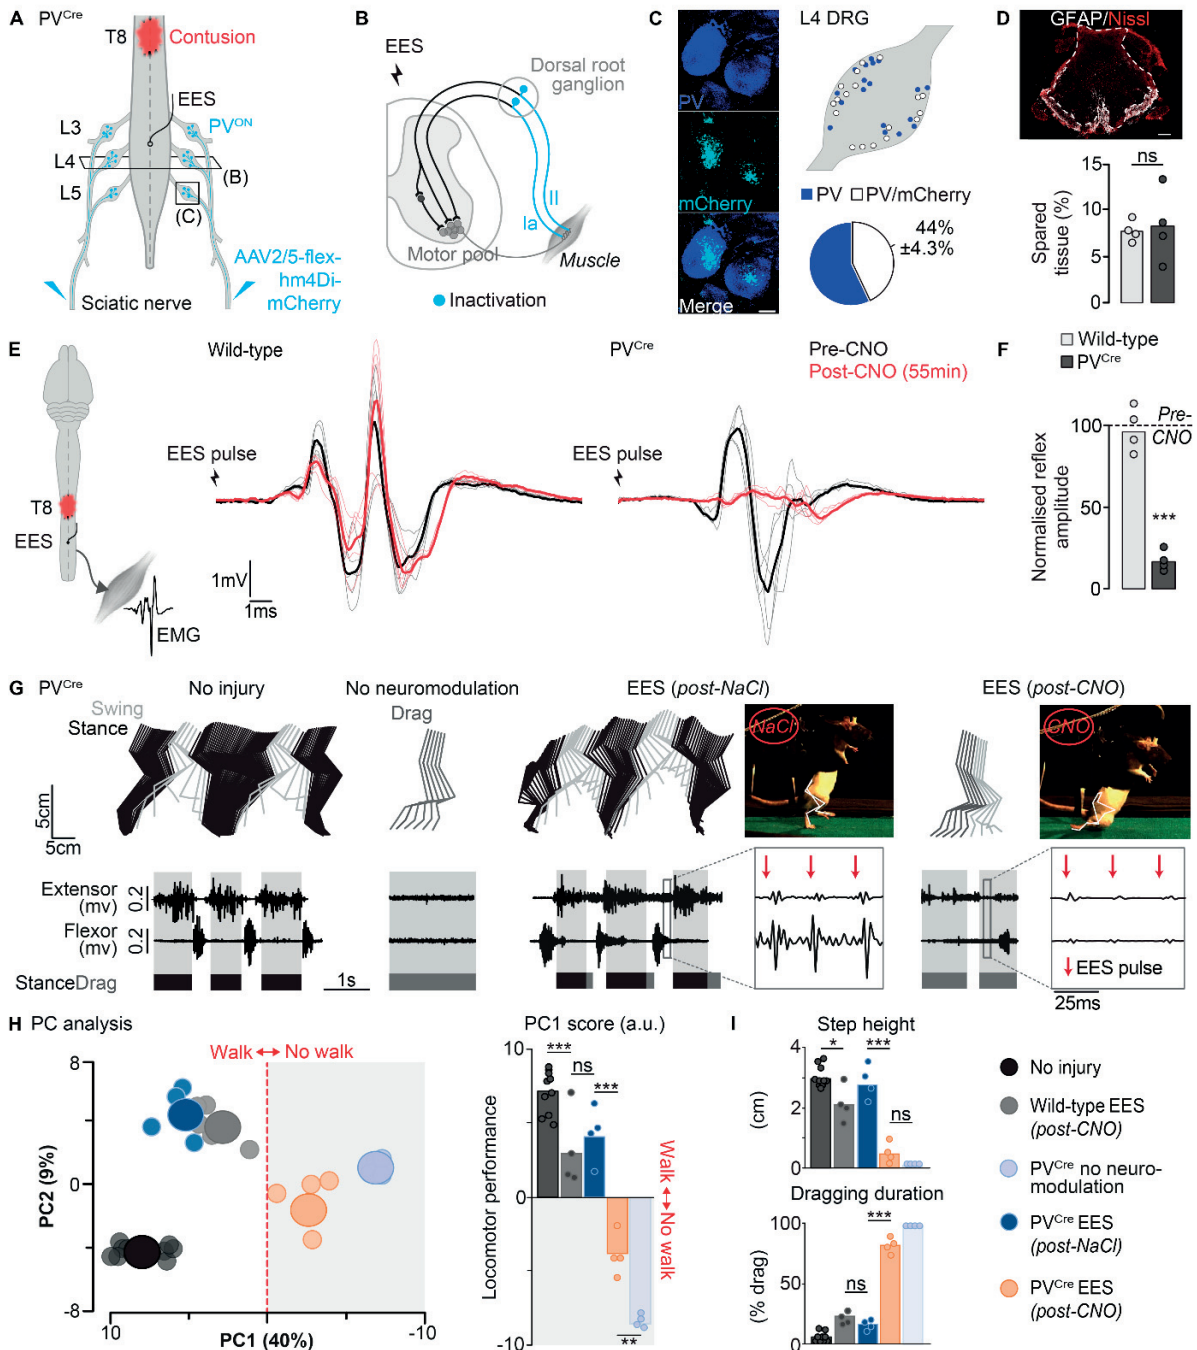 A PV^Cre
T8 Contusion
EES
L3
PV^ON
L4
(B)
L5
(C)
AAV2/5-flex-
hm4Di-
mCherry
Sciatic nerve
B
EES
Dorsal root
ganglion
II
Ia
Motor pool
Muscle
Inactivation
C
L4 DRG
PV
mCherry
Merge
PV PV/mCherry
44%
±4.3%
D
GFAP/Nissl
ns
15
10
5
0
Spared
tissue (%)
E
T8
EES
EMG
Wild-type
EES pulse
1mV
1ms
PV^Cre
Pre-CNO
Post-CNO (55min)
EES pulse
F
Wild-type
PV^Cre
Pre-
CNO
100
50
0
***
Normalised reflex
amplitude
G PV^Cre
No injury
No neuromodulation
EES (post-NaCl)
EES (post-CNO)
Swing
Stance
Drag
NaCl
CNO
5cm
5cm
Extensor
(mv)
0.2
Flexor
(mv)
0.2
StanceDrag
1s
EES pulse
25ms
H PC analysis
Walk No walk
8
0
-8
PC2 (9%)
10
-10
PC1 (40%)
PC1 score (a.u.)
10
0
-10
Locomotor performance
***
ns
***
**
Walk
No walk
I
Step height
4
2
0
(cm)
*
***
ns
Dragging duration
100
50
0
(% drag)
ns
***
No injury
Wild-type EES
(post-CNO)
PV^Cre no neuro-
modulation
PV^Cre EES
(post-NaCl)
PV^Cre EES
(post-CNO)